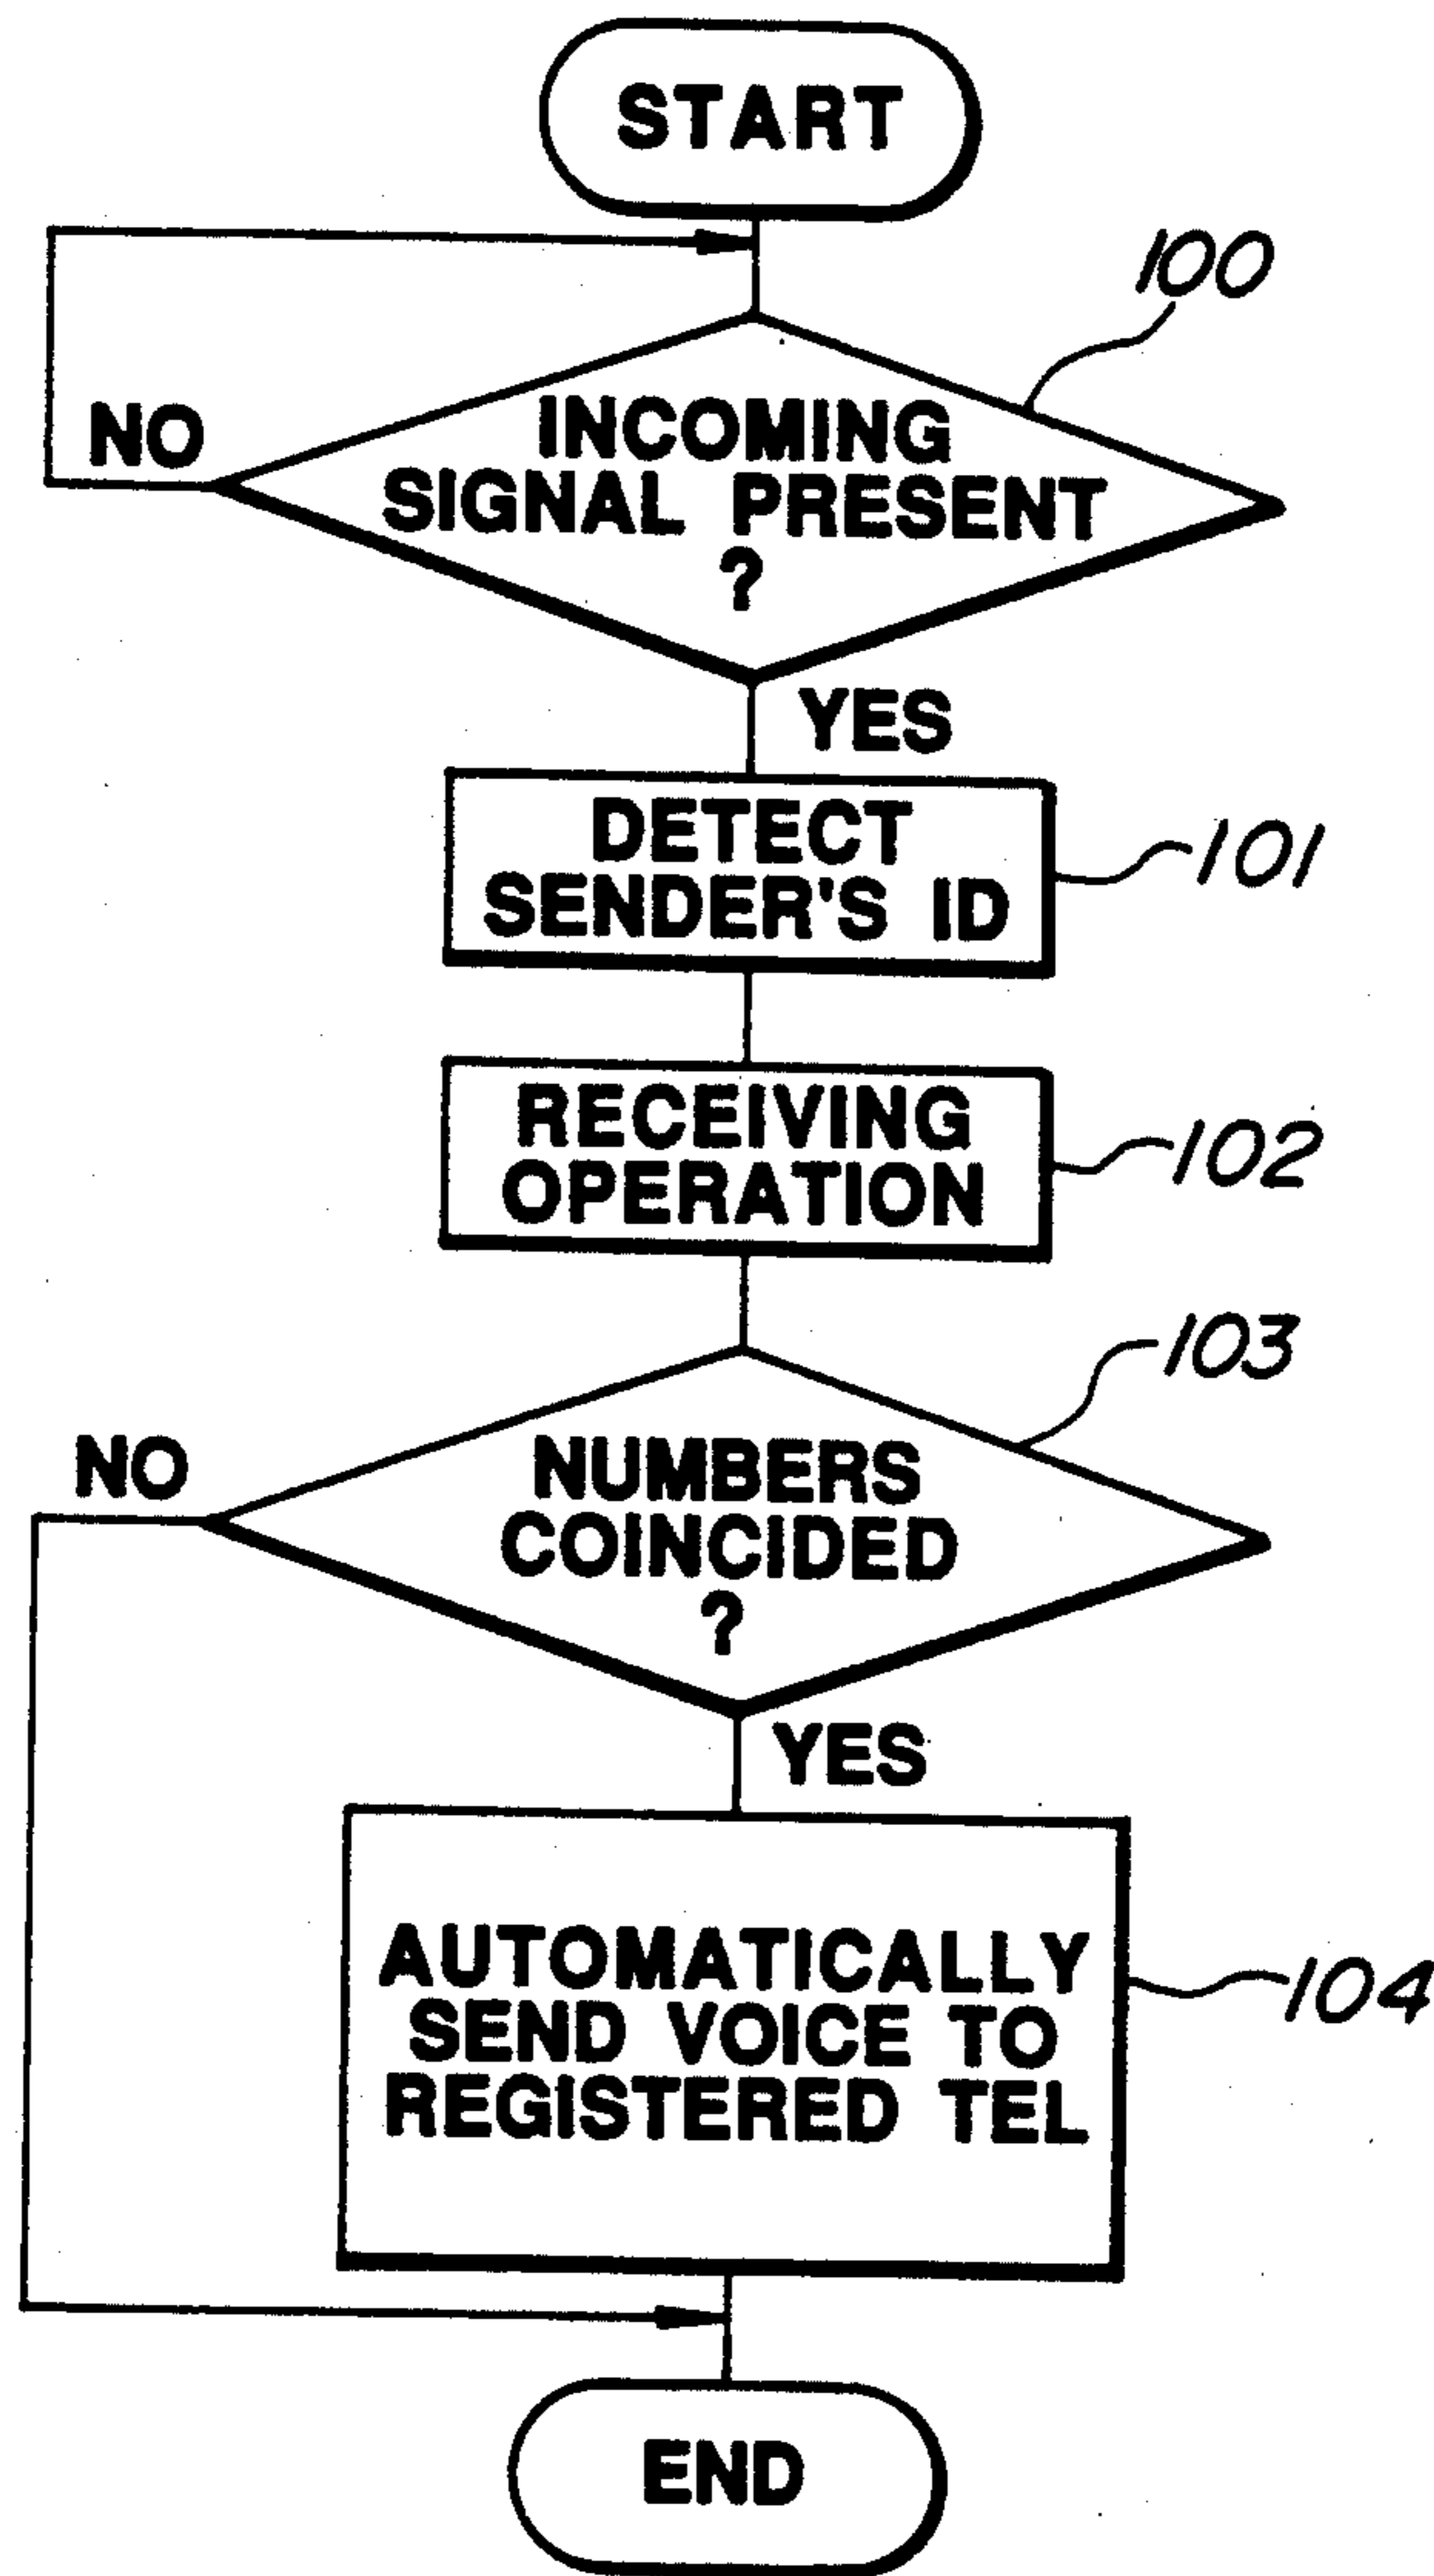 START
100
INCOMING
SIGNAL PRESENT
?
NO
YES
DETECT
SENDER'S ID
101
RECEIVING
OPERATION
102
103
NUMBERS
COINCIDED
?
NO
YES
AUTOMATICALLY
SEND VOICE TO
REGISTERED TEL
104
END